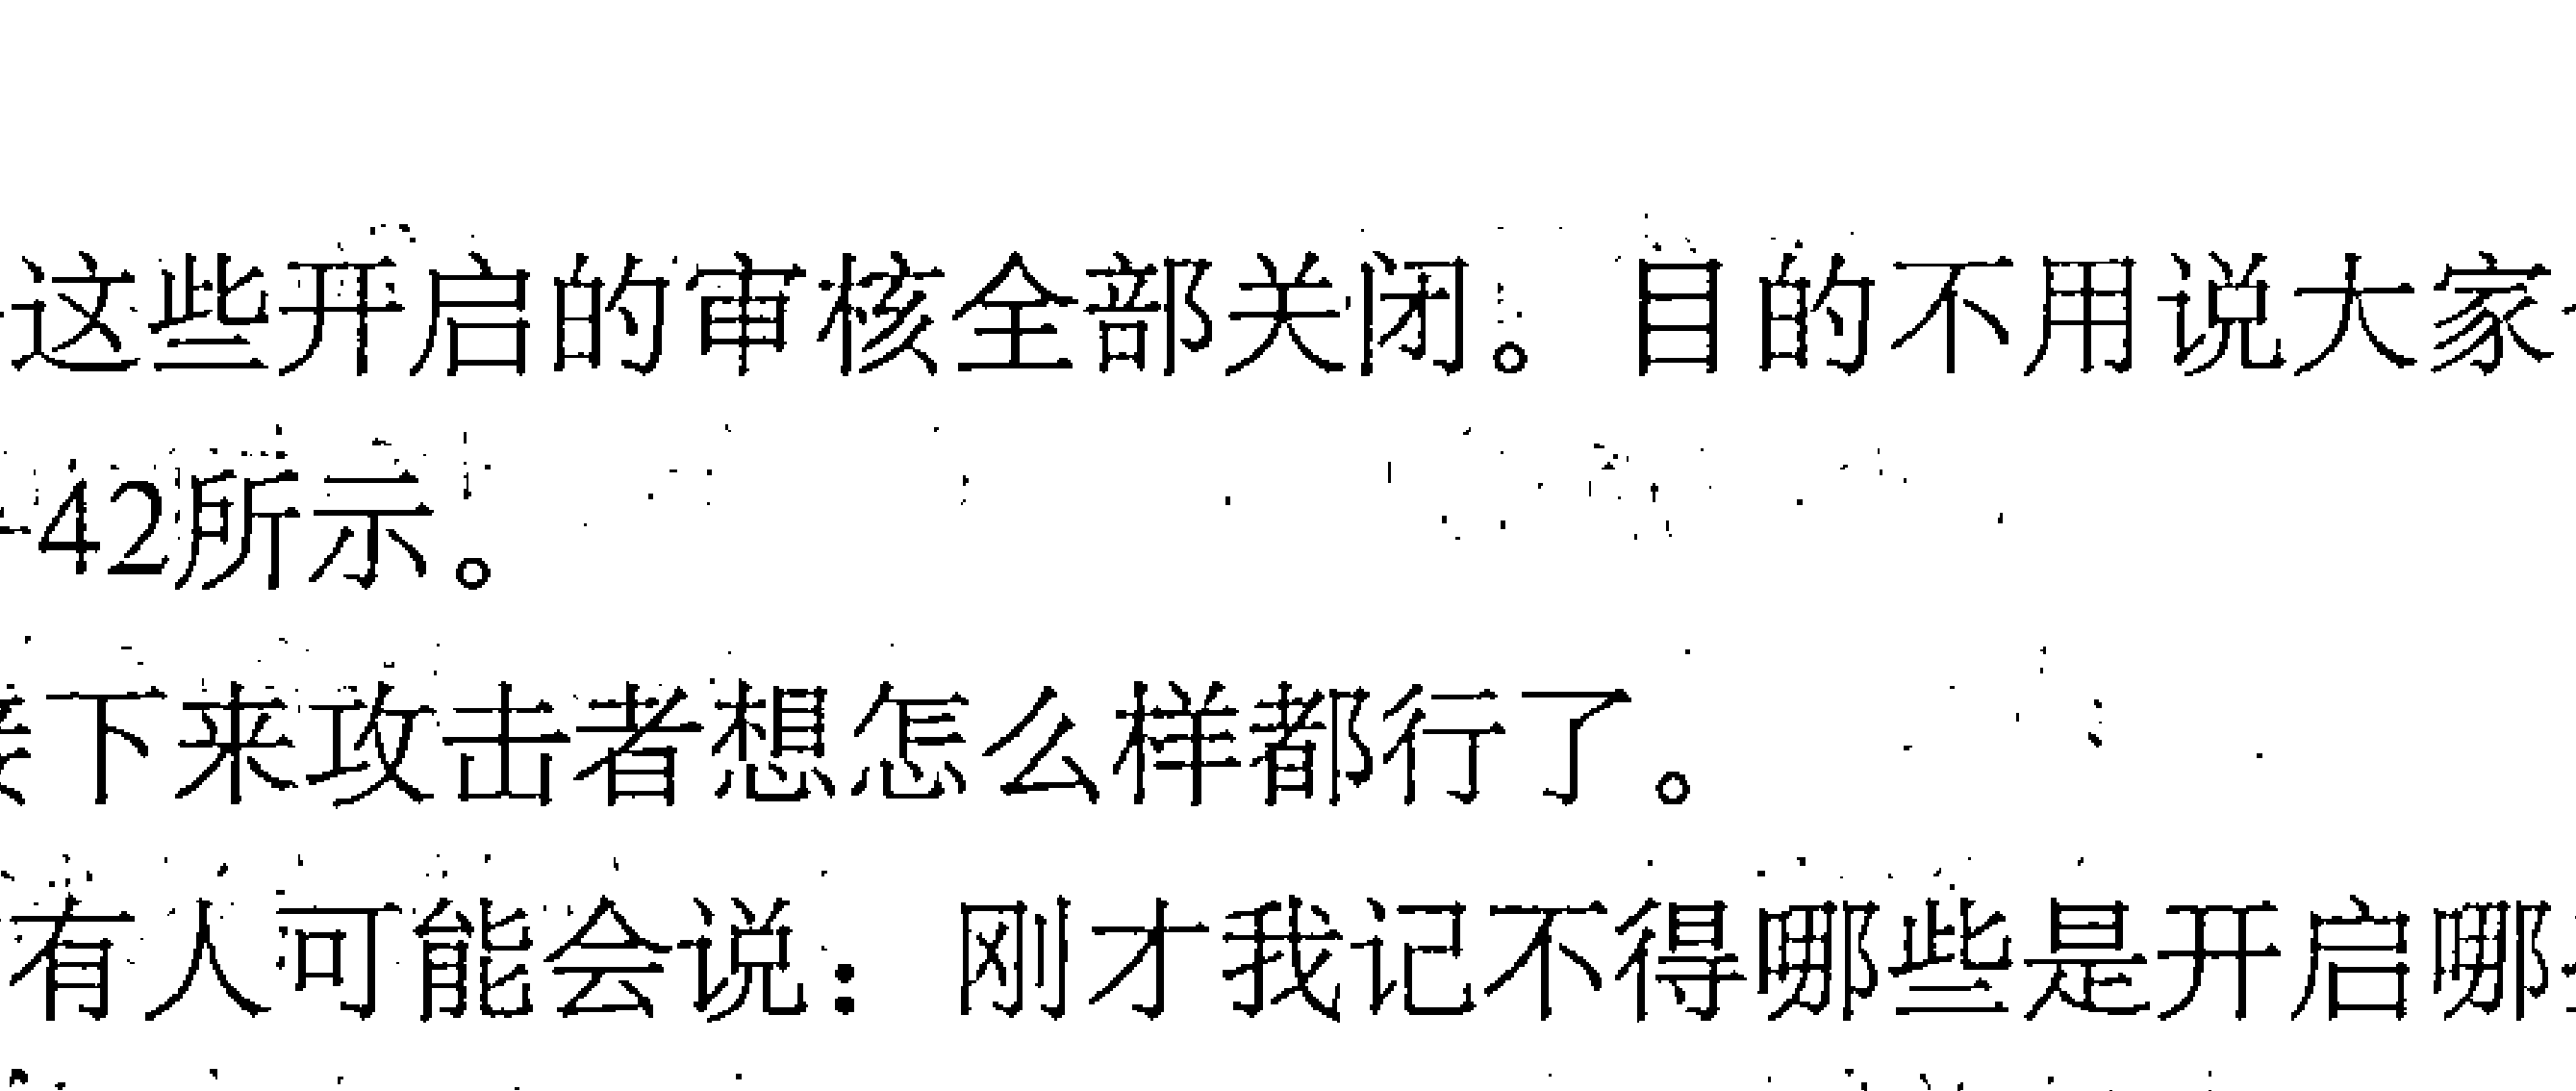 这些开启的审核全部关闭。目的不用说大家
-42所示。
下来攻击者想怎么样都行了。
有人可能会说：刚才我记不得哪些是开启哪